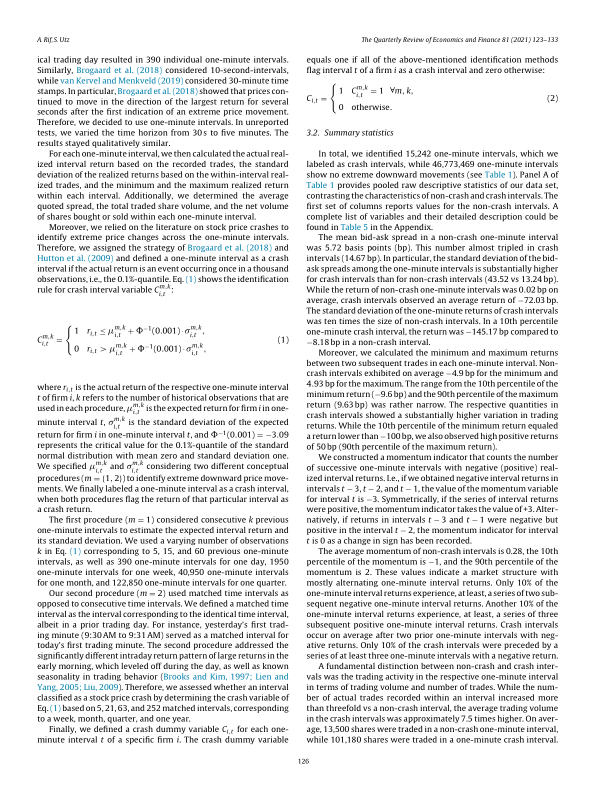 A. Rif, S. Utz
The Quarterly Review of Economics and Finance 81 (2021) 123–133
ical trading day resulted in 390 individual one-minute intervals.
Similarly, Brogaard et al. (2018) considered 10-second-intervals,
while van Kervel and Menkveld (2019) considered 30-minute time
stamps. In particular, Brogaard et al. (2018) showed that prices con-
tinued to move in the direction of the largest return for several
seconds after the first indication of an extreme price movement.
Therefore, we decided to use one-minute intervals. In unreported
tests, we varied the time horizon from 30 s to five minutes. The
results stayed qualitatively similar.
For each one-minute interval, we then calculated the actual real-
ized interval return based on the recorded trades, the standard
deviation of the realized returns based on the within-interval real-
ized trades, and the minimum and the maximum realized return
within each interval. Additionally, we determined the average
quoted spread, the total traded share volume, and the net volume
of shares bought or sold within each one-minute interval.
Moreover, we relied on the literature on stock price crashes to
identify extreme price changes across the one-minute intervals.
Therefore, we assigned the strategy of Brogaard et al. (2018) and
Hutton et al. (2009) and defined a one-minute interval as a crash
interval if the actual return is an event occurring once in a thousand
observations, i.e., the 0.1%-quantile. Eq. (1) shows the identification
rule for crash interval variable C_{i,t}^{m,k}:
C_{i,t}^{m,k} = { 1 r_{i,t} ≤ μ_{i,t}^{m,k} + Φ^{−1}(0.001) · σ_{i,t}^{m,k},
0 r_{i,t} > μ_{i,t}^{m,k} + Φ^{−1}(0.001) · σ_{i,t}^{m,k}, (1)
where r_{i,t} is the actual return of the respective one-minute interval
t of firm i, k refers to the number of historical observations that are
used in each procedure, μ_{i,t}^{m,k} is the expected return for firm i in one-
minute interval t, σ_{i,t}^{m,k} is the standard deviation of the expected
return for firm i in one-minute interval t, and Φ^{−1}(0.001) = −3.09
represents the critical value for the 0.1%-quantile of the standard
normal distribution with mean zero and standard deviation one.
We specified μ_{i,t}^{m,k} and σ_{i,t}^{m,k} considering two different conceptual
procedures (m = (1, 2)) to identify extreme downward price move-
ments. We finally labeled a one-minute interval as a crash interval,
when both procedures flag the return of that particular interval as
a crash return.
The first procedure (m = 1) considered consecutive k previous
one-minute intervals to estimate the expected interval return and
its standard deviation. We used a varying number of observations
k in Eq. (1) corresponding to 5, 15, and 60 previous one-minute
intervals, as well as 390 one-minute intervals for one day, 1950
one-minute intervals for one week, 40,950 one-minute intervals
for one month, and 122,850 one-minute intervals for one quarter.
Our second procedure (m = 2) used matched time intervals as
opposed to consecutive time intervals. We defined a matched time
interval as the interval corresponding to the identical time interval,
albeit in a prior trading day. For instance, yesterday's first trad-
ing minute (9:30 AM to 9:31 AM) served as a matched interval for
today's first trading minute. The second procedure addressed the
significantly different intraday return pattern of large returns in the
early morning, which leveled off during the day, as well as known
seasonality in trading behavior (Brooks and Kim, 1997; Lien and
Yang, 2005; Liu, 2009). Therefore, we assessed whether an interval
classified as a stock price crash by determining the crash variable of
Eq. (1) based on 5, 21, 63, and 252 matched intervals, corresponding
to a week, month, quarter, and one year.
Finally, we defined a crash dummy variable C_{i,t} for each one-
minute interval t of a specific firm i. The crash dummy variable
equals one if all of the above-mentioned identification methods
flag interval t of a firm i as a crash interval and zero otherwise:
C_{i,t} = { 1 C_{i,t}^{m,k} = 1 ∀m, k,
0 otherwise. (2)
3.2. Summary statistics
In total, we identified 15,242 one-minute intervals, which we
labeled as crash intervals, while 46,773,469 one-minute intervals
show no extreme downward movements (see Table 1). Panel A of
Table 1 provides pooled raw descriptive statistics of our data set,
contrasting the characteristics of non-crash and crash intervals. The
first set of columns reports values for the non-crash intervals. A
complete list of variables and their detailed description could be
found in Table 5 in the Appendix.
The mean bid-ask spread in a non-crash one-minute interval
was 5.72 basis points (bp). This number almost tripled in crash
intervals (14.67 bp). In particular, the standard deviation of the bid-
ask spreads among the one-minute intervals is substantially higher
for crash intervals than for non-crash intervals (43.52 vs 13.24 bp).
While the return of non-crash one-minute intervals was 0.02 bp on
average, crash intervals observed an average return of −72.03 bp.
The standard deviation of the one-minute returns of crash intervals
was ten times the size of non-crash intervals. In a 10th percentile
one-minute crash interval, the return was −145.17 bp compared to
−8.18 bp in a non-crash interval.
Moreover, we calculated the minimum and maximum returns
between two subsequent trades in each one-minute interval. Non-
crash intervals exhibited on average −4.9 bp for the minimum and
4.93 bp for the maximum. The range from the 10th percentile of the
minimum return (−9.6 bp) and the 90th percentile of the maximum
return (9.63 bp) was rather narrow. The respective quantities in
crash intervals showed a substantially higher variation in trading
returns. While the 10th percentile of the minimum return equaled
a return lower than −100 bp, we also observed high positive returns
of 50 bp (90th percentile of the maximum return).
We constructed a momentum indicator that counts the number
of successive one-minute intervals with negative (positive) real-
ized interval returns. I.e., if we obtained negative interval returns in
intervals t − 3, t − 2, and t − 1, the value of the momentum variable
for interval t is −3. Symmetrically, if the series of interval returns
were positive, the momentum indicator takes the value of +3. Alter-
natively, if returns in intervals t − 3 and t − 1 were negative but
positive in the interval t − 2, the momentum indicator for interval
t is 0 as a change in sign has been recorded.
The average momentum of non-crash intervals is 0.28, the 10th
percentile of the momentum is −1, and the 90th percentile of the
momentum is 2. These values indicate a market structure with
mostly alternating one-minute interval returns. Only 10% of the
one-minute interval returns experience, at least, a series of two sub-
sequent negative one-minute interval returns. Another 10% of the
one-minute interval returns experience, at least, a series of three
subsequent positive one-minute interval returns. Crash intervals
occur on average after two prior one-minute intervals with neg-
ative returns. Only 10% of the crash intervals were preceded by a
series of at least three one-minute intervals with a negative return.
A fundamental distinction between non-crash and crash inter-
vals was the trading activity in the respective one-minute interval
in terms of trading volume and number of trades. While the num-
ber of actual trades recorded within an interval increased more
than threefold vs a non-crash interval, the average trading volume
in the crash intervals was approximately 7.5 times higher. On aver-
age, 13,500 shares were traded in a non-crash one-minute interval,
while 101,180 shares were traded in a one-minute crash interval.
126